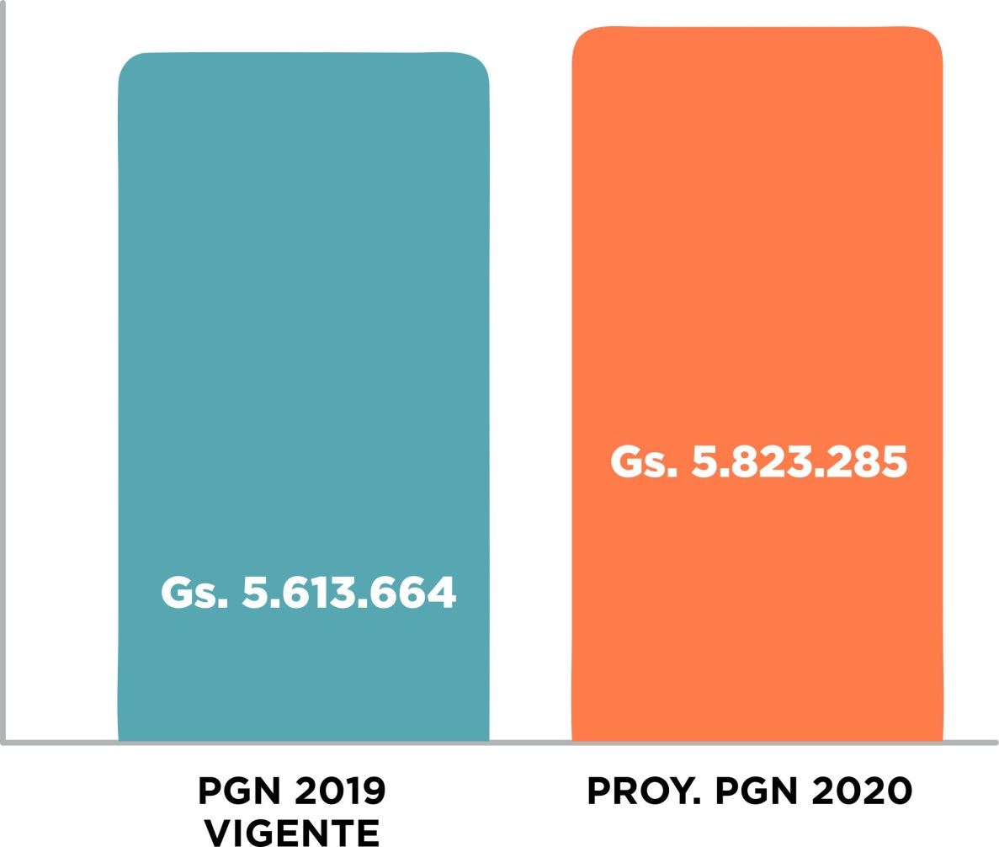 Gs. 5.823.285
Gs. 5.613.664
PGN 2019
VIGENTE
PROY. PGN 2020